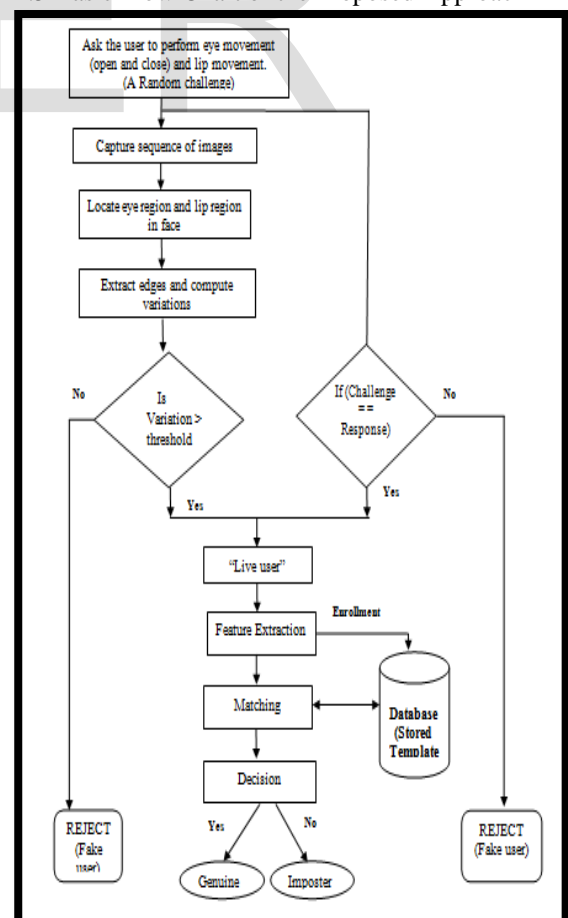 Ask the user to perform eye movement
(open and close) and lip movement.
(A Random challenge)
Capture sequence of images
Locate eye region and lip region
in face
Extract edges and compute
variations
No
Is
Variation >
threshold
Yes
If (Challenge
==
Response)
No
Yes
"Live user"
Feature Extraction
Enrollment
Matching
Database
(Stored
Template
Decision
Yes
No
Genuine
Imposter
REJECT
(Fake
user)
REJECT
(Fake user)